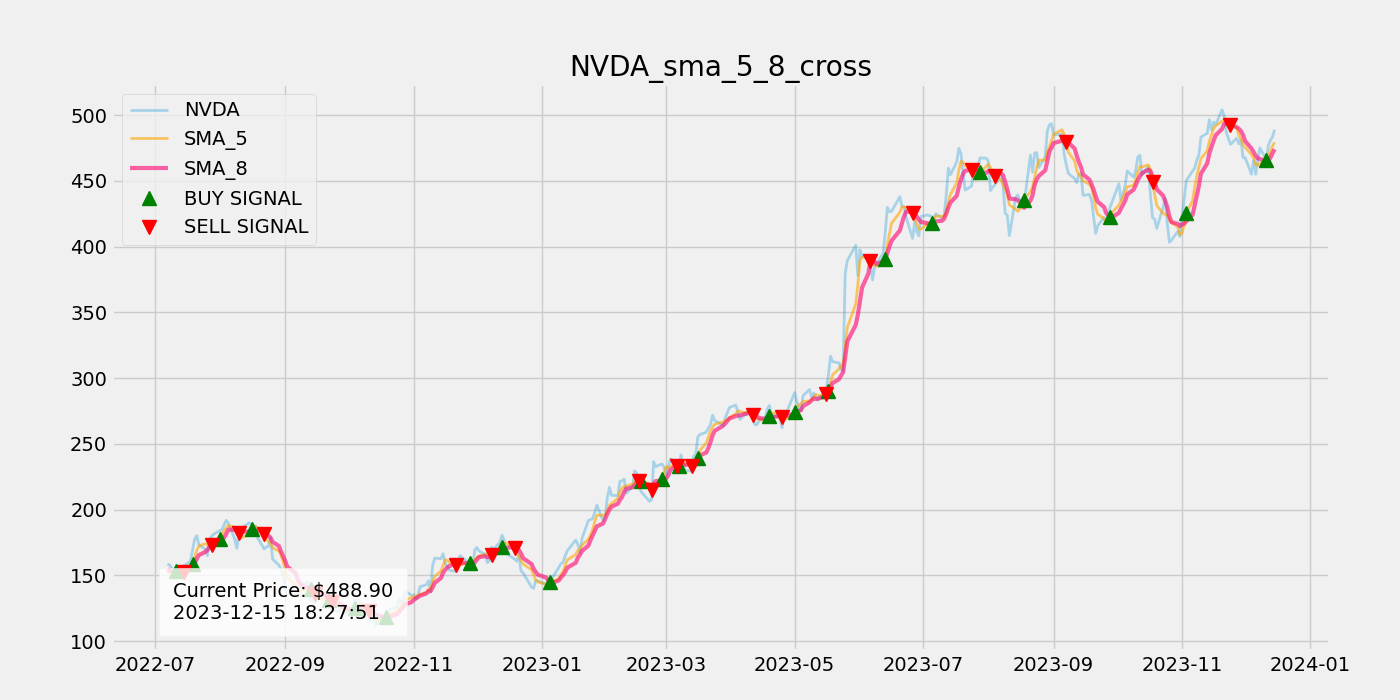 NVDA_sma_5_8_cross
NVDA
SMA_5
SMA_8
BUY SIGNAL
SELL SIGNAL
500
450
400
350
300
250
200
150
100
Current Price: $488.90
2023-12-15 18:27:51
2022-07 2022-09 2022-11 2023-01 2023-03 2023-05 2023-07 2023-09 2023-11 2024-01